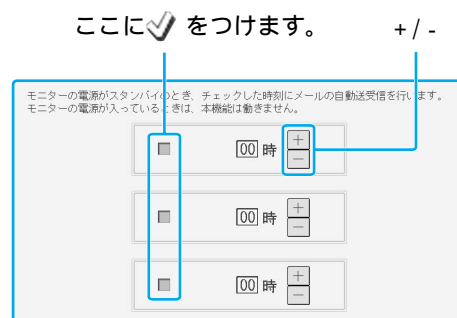 ここに をつけます。
+ / -
モニターの電源がスタンバイのとき、チェックした時刻にメールの自動送受信を行います。
モニターの電源が入っているときは、本機能は働きません。
00 時 + -
00 時 + -
00 時 + -